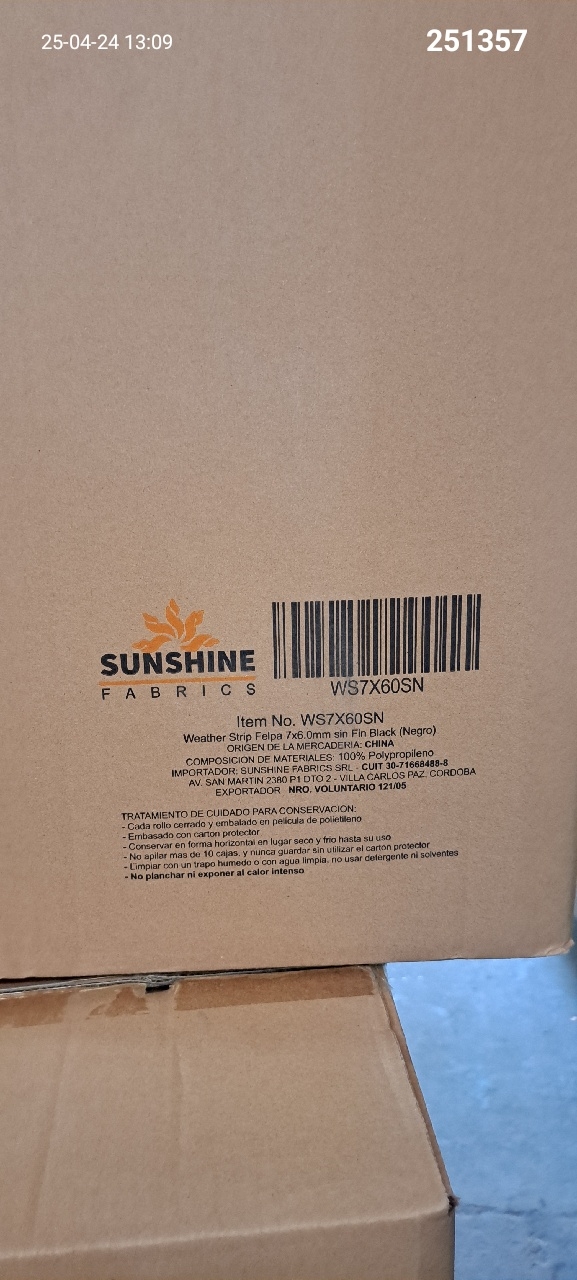 25-04-24 13:09
251357
SUNSHINE
FABRICS
WS7X60SN
Item No. WS7X60SN
Weather Strip Felpa 7x6.0mm sin Fin Black (Negro)
ORIGEN DE LA MERCADERIA: CHINA
COMPOSICION DE MATERIALES: 100% Polypropileno
IMPORTADOR: SUNSHINE FABRICS SRL - CUIT 30-71668488-8
AV. SAN MARTIN 2380 P1 DTO 2 - VILLA CARLOS PAZ. CORDOBA
EXPORTADOR NRO. VOLUNTARIO 121/05
TRATAMIENTO DE CUIDADO PARA CONSERVACION:
- Cada rollo cerrado y embalado en pelicula de polietileno
- Embasado con carton protector
- Conservar en forma horizontal en lugar seco y frio hasta su uso
- No apilar mas de 10 cajas, y nunca guardar sin utilizar el carton protector
- Limpiar con un trapo humedo o con agua limpia, no usar detergente ni solventes
- No planchar ni exponer al calor intenso